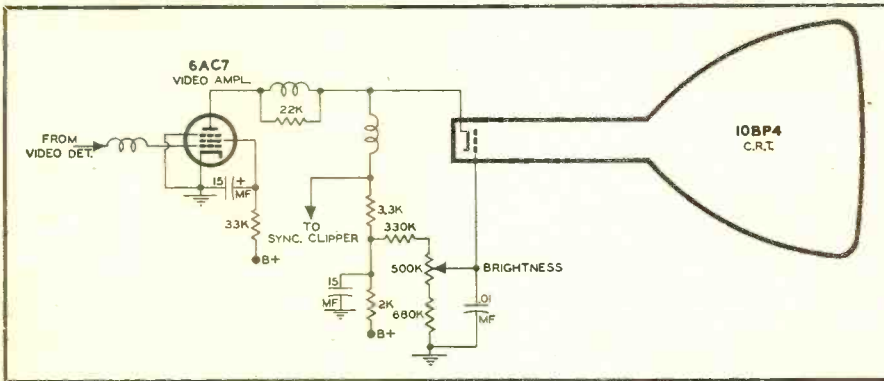 6AC7
VIDEO AMPL.
22K
FROM
VIDEO DET.
15
+
MF
33K
B+
TO
SYNC. CLIPPER
3.3K
330K
500K
BRIGHTNESS
15
MF
2K
B+
680K
.01
MF
10BP4
C.R.T.